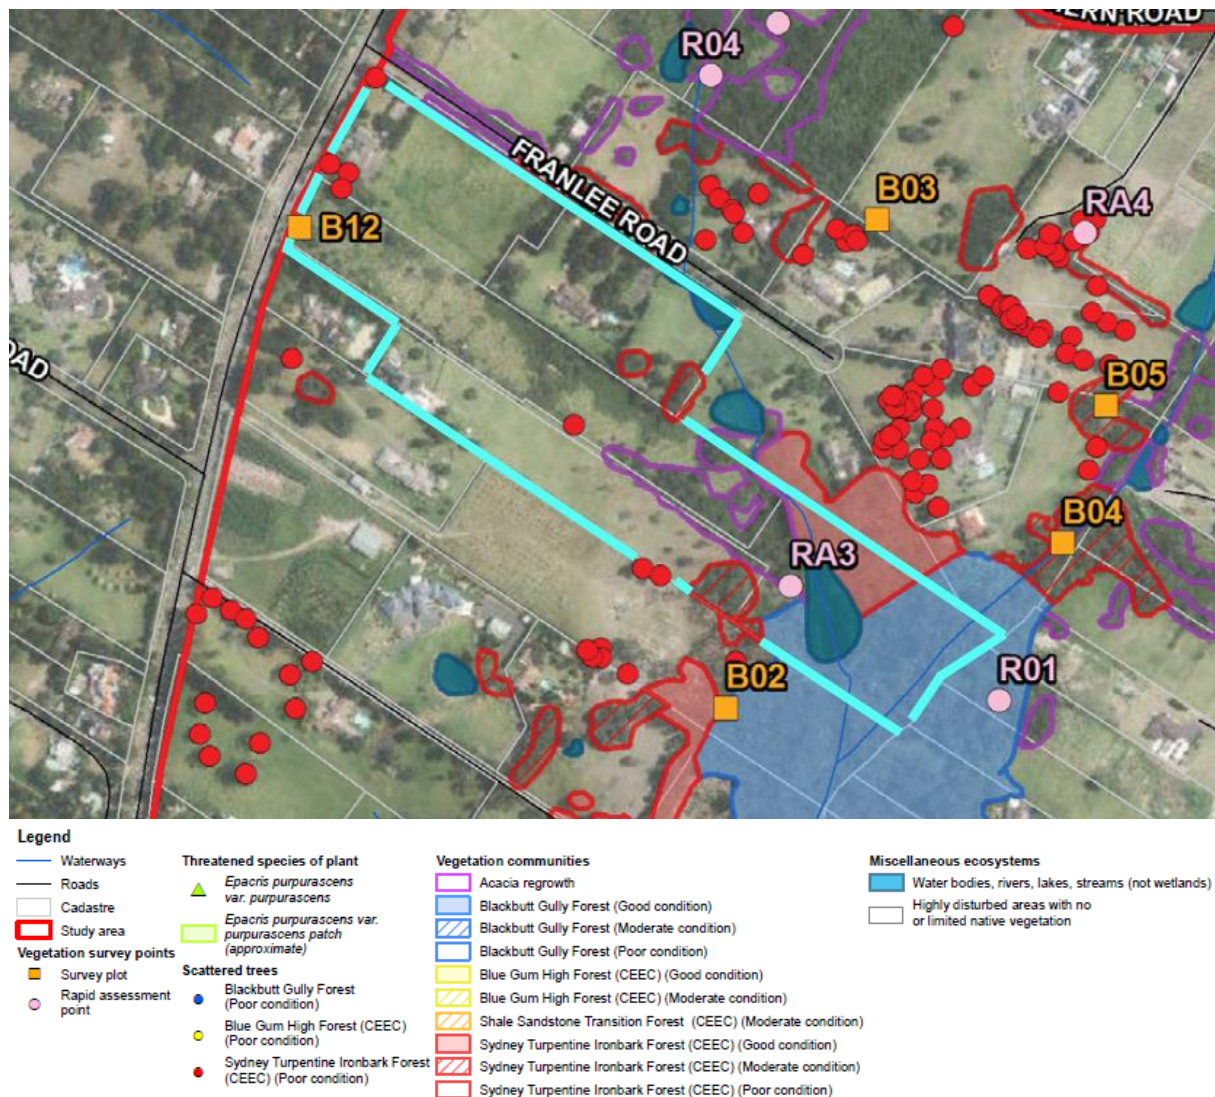 HERN ROAD
R04
FRANLEE ROAD
B03
RA4
B12
OAD
B05
B04
RA3
R01
B02
Legend
Waterways
Roads
Cadastre
Study area
Vegetation survey points
Survey plot
Rapid assessment
point
Threatened species of plant
Epacris purpurascens
var. purpurascens
Epacris purpurascens var.
purpurascens patch
(approximate)
Scattered trees
Blackbutt Gully Forest
(Poor condition)
Blue Gum High Forest (CEEC)
(Poor condition)
Sydney Turpentine Ironbark Forest
(CEEC) (Poor condition)
Vegetation communities
Acacia regrowth
Blackbutt Gully Forest (Good condition)
Blackbutt Gully Forest (Moderate condition)
Blackbutt Gully Forest (Poor condition)
Blue Gum High Forest (CEEC) (Good condition)
Blue Gum High Forest (CEEC) (Moderate condition)
Shale Sandstone Transition Forest (CEEC) (Moderate condition)
Sydney Turpentine Ironbark Forest (CEEC) (Good condition)
Sydney Turpentine Ironbark Forest (CEEC) (Moderate condition)
Sydney Turpentine Ironbark Forest (CEEC) (Poor condition)
Miscellaneous ecosystems
Water bodies, rivers, lakes, streams (not wetlands)
Highly disturbed areas with no
or limited native vegetation